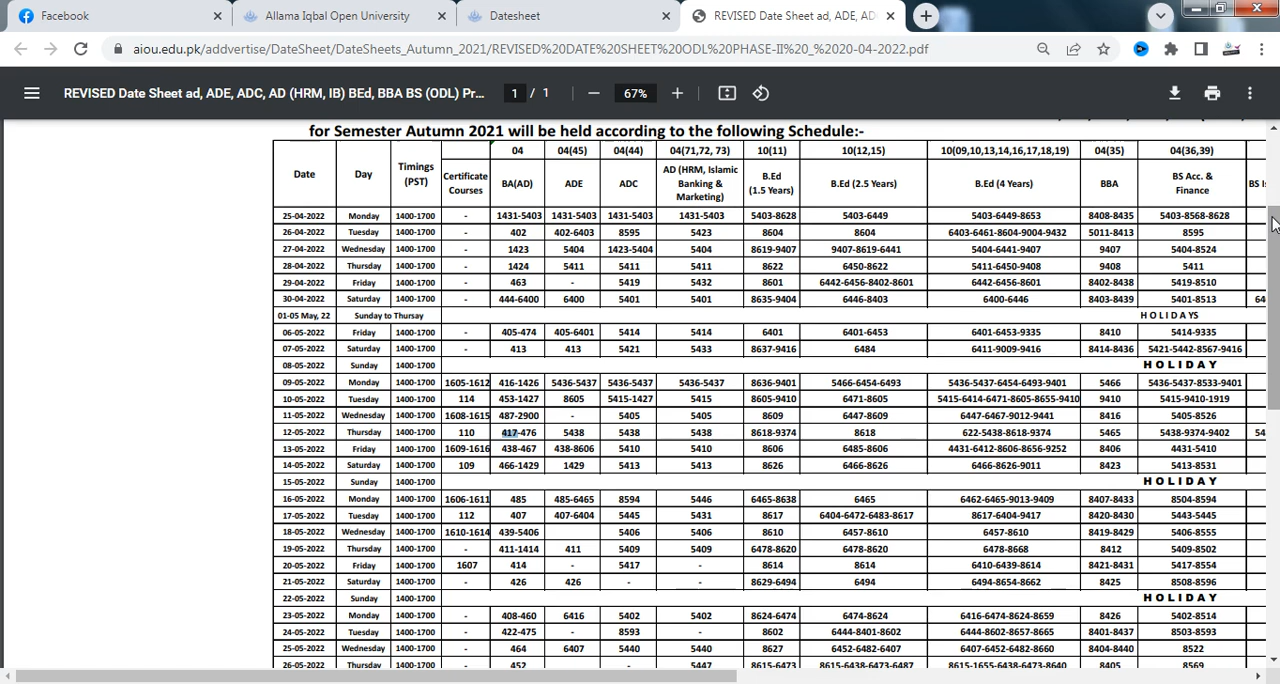 Facebook
Allama Iqbal Open University
Datesheet
REVISED Date Sheet ad, ADE, AD
aiou.edu.pk/addvertise/DateSheet/DateSheets_Autumn_2021/REVISED%20DATE%20SHEET%20ODL%20PHASE-II%20_%2020-04-2022.pdf
REVISED Date Sheet ad, ADE, ADC, AD (HRM, IB) BEd, BBA BS (ODL) Pr... 1 / 1 67%
for Semester Autumn 2021 will be held according to the following Schedule:-
Date Day Timings (PST) Certificate Courses 04 BA(AD) 04(45) ADE 04(44) ADC 04(71,72, 73) AD (HRM, Islamic Banking & Marketing) 10(11) B.Ed (1.5 Years) 10(12,15) B.Ed (2.5 Years) 10(09,10,13,14,16,17,18,19) B.Ed (4 Years) 04(35) BBA 04(36,39) BS Acc. & Finance BS Is
25-04-2022 Monday 1400-1700 - 1431-5403 1431-5403 1431-5403 1431-5403 5403-8628 5403-6449 5403-6449-8653 8408-8435 5403-8568-8628
26-04-2022 Tuesday 1400-1700 - 402 402-6403 8595 5423 8604 8604 6403-6461-8604-9004-9432 5011-8413 8595
27-04-2022 Wednesday 1400-1700 - 1423 5404 1423-5404 5404 8619-9407 9407-8619-6441 5404-6441-9407 9407 5404-8524
28-04-2022 Thursday 1400-1700 - 1424 5411 5411 5411 8622 6450-8622 5411-6450-9408 9408 5411
29-04-2022 Friday 1400-1700 - 463 - 5419 5432 8601 6442-6456-8402-8601 6442-6456-8601 8402-8438 5419-8510
30-04-2022 Saturday 1400-1700 - 444-6400 6400 5401 5401 8635-9404 6446-8403 6400-6446 8403-8439 5401-8513 6
01-05 May, 22 Sunday to Thursay 1400-1700 HOLIDAYS
06-05-2022 Friday 1400-1700 - 405-474 405-6401 5414 5414 6401 6401-6453 6401-6453-9335 8410 5414-9335
07-05-2022 Saturday 1400-1700 - 413 413 5421 5433 8637-9416 6484 6411-9009-9416 8414-8436 5421-5442-8567-9416
08-05-2022 Sunday 1400-1700 HOLIDAY
09-05-2022 Monday 1400-1700 1605-1612 416-1426 5436-5437 5436-5437 5436-5437 8636-9401 5466-6454-6493 5436-5437-6454-6493-9401 5466 5436-5437-8533-9401
10-05-2022 Tuesday 1400-1700 114 453-1427 8605 5415-1427 5415 8605-9410 6471-8605 5415-6414-6471-8605-8655-9410 9410 5415-9410-1919
11-05-2022 Wednesday 1400-1700 1608-1615 487-2900 - 5405 5405 8609 6447-8609 6447-6467-9012-9441 8416 5405-8526
12-05-2022 Thursday 1400-1700 110 417-476 5438 5438 5438 8618-9374 8618 622-5438-8618-9374 5465 5438-9374-9402 5
13-05-2022 Friday 1400-1700 1609-1616 438-467 438-8606 5410 5410 8606 6485-8606 4431-6412-8606-8656-9252 8406 4431-5410
14-05-2022 Saturday 1400-1700 109 466-1429 1429 5413 5413 8626 6466-8626 6466-8626-9011 8423 5413-8531
15-05-2022 Sunday 1400-1700 HOLIDAY
16-05-2022 Monday 1400-1700 1606-1611 485 485-6465 8594 5446 6465-8638 6465 6462-6465-9013-9409 8407-8433 8504-8594
17-05-2022 Tuesday 1400-1700 112 407 407-6404 5445 5431 8617 6404-6472-6483-8617 8617-6404-9417 8420-8430 5443-5445
18-05-2022 Wednesday 1400-1700 1610-1614 439-5406 5406 5406 8610 6457-8610 6457-8610 8419-8429 5406-8555
19-05-2022 Thursday 1400-1700 - 411-1414 411 5409 5409 6478-8620 6478-8620 6478-8668 8412 5409-8502
20-05-2022 Friday 1400-1700 1607 414 - 5417 - 8614 8614 6410-6439-8614 8421-8431 5417-8554
21-05-2022 Saturday 1400-1700 - 426 426 - - 8629-6494 6494 6494-8654-8662 8425 8508-8596
22-05-2022 Sunday 1400-1700 HOLIDAY
23-05-2022 Monday 1400-1700 - 408-460 6416 5402 5402 8624-6474 6474-8624 6416-6474-8624-8659 8426 5402-8514
24-05-2022 Tuesday 1400-1700 - 422-475 - 8593 - 8602 6444-8401-8602 6444-8602-8657-8665 8401-8437 8503-8593
25-05-2022 Wednesday 1400-1700 - 464 6407 5440 5440 8627 6452-6482-6407 6407-6452-6482-8660 8404-8440 8522
26-05-2022 Thursday 1400-1700 - 452 - 5447 8615-6473 8615-6438-6473-6487 8615-1655-6438-6473-8640 8405 8569